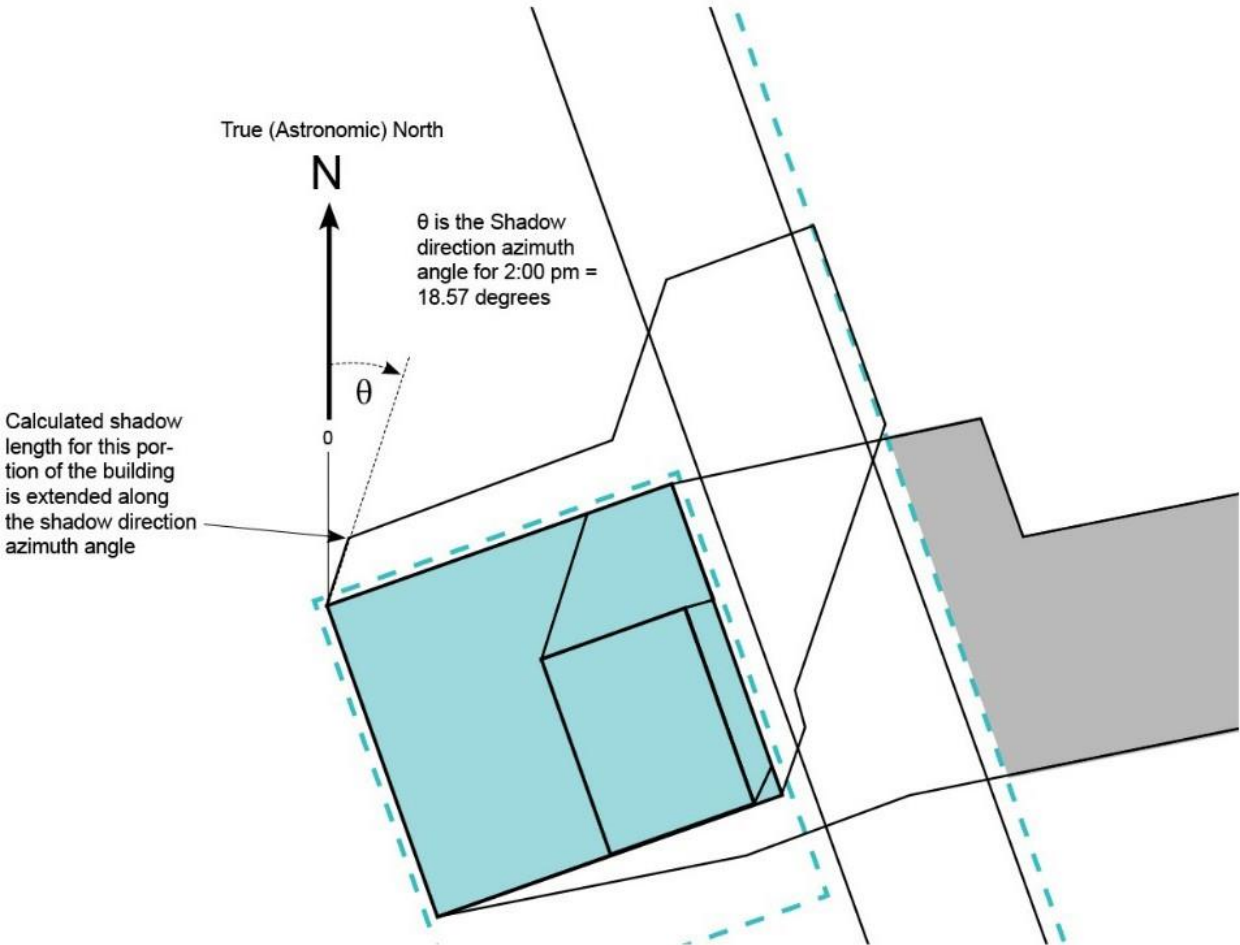 True (Astronomic) North
N
θ is the Shadow
direction azimuth
angle for 2:00 pm =
18.57 degrees
θ
Calculated shadow
length for this por-
tion of the building
is extended along
the shadow direction
azimuth angle
0